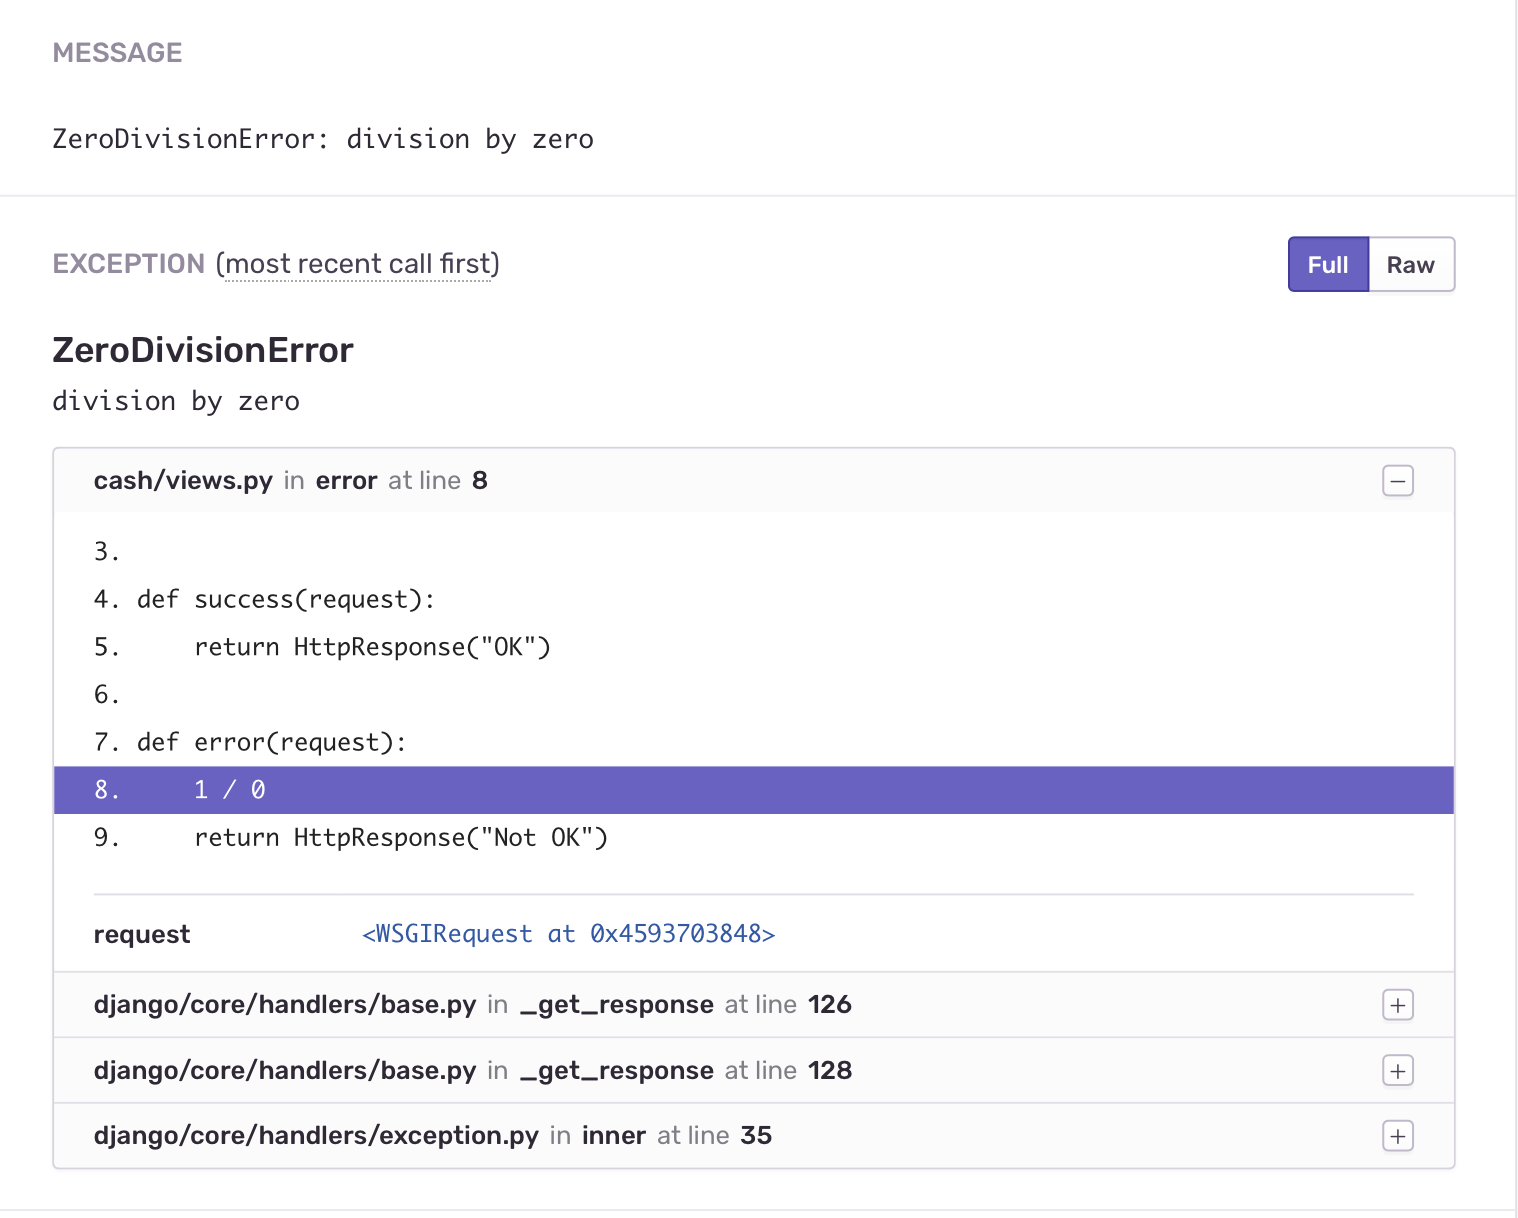 MESSAGE
ZeroDivisionError: division by zero
EXCEPTION (most recent call first)
Full Raw
ZeroDivisionError
division by zero
cash/views.py in error at line 8
3.
4. def success(request):
5.     return HttpResponse("OK")
6.
7. def error(request):
8.     1 / 0
9.     return HttpResponse("Not OK")
request <WSGIRequest at 0x4593703848>
django/core/handlers/base.py in _get_response at line 126
django/core/handlers/base.py in _get_response at line 128
django/core/handlers/exception.py in inner at line 35